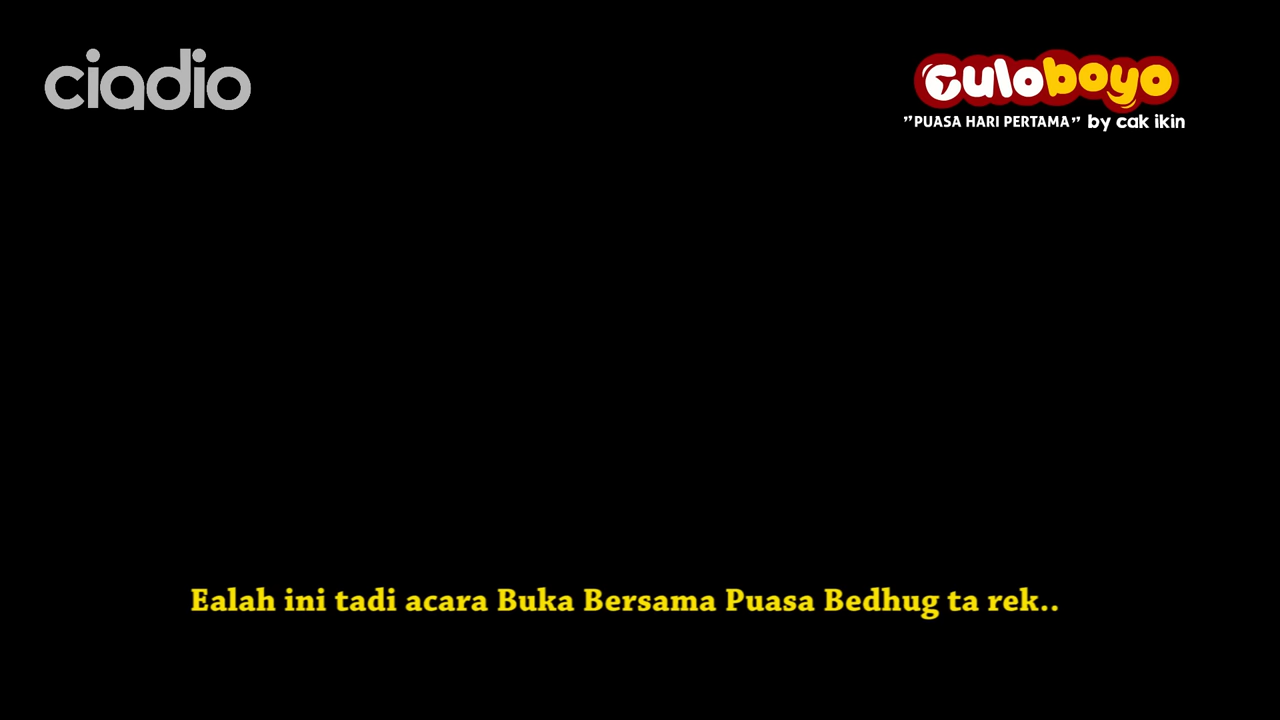 ciadio
culoboyo
"PUASA HARI PERTAMA" by cak ikin
Ealah ini tadi acara Buka Bersama Puasa Bedhug ta rek..